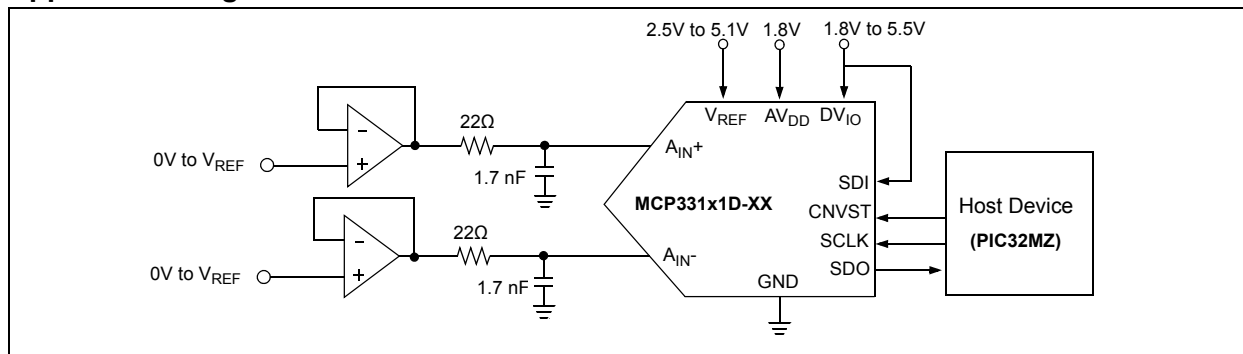 2.5V to 5.1V 1.8V 1.8V to 5.5V
VREF AVDD DVIO
22Ω
-
+
0V to VREF
1.7 nF
AIN+
SDI
MCP331x1D-XX
CNVST
SCLK
SDO
Host Device
(PIC32MZ)
22Ω
-
+
0V to VREF
1.7 nF
AIN-
GND